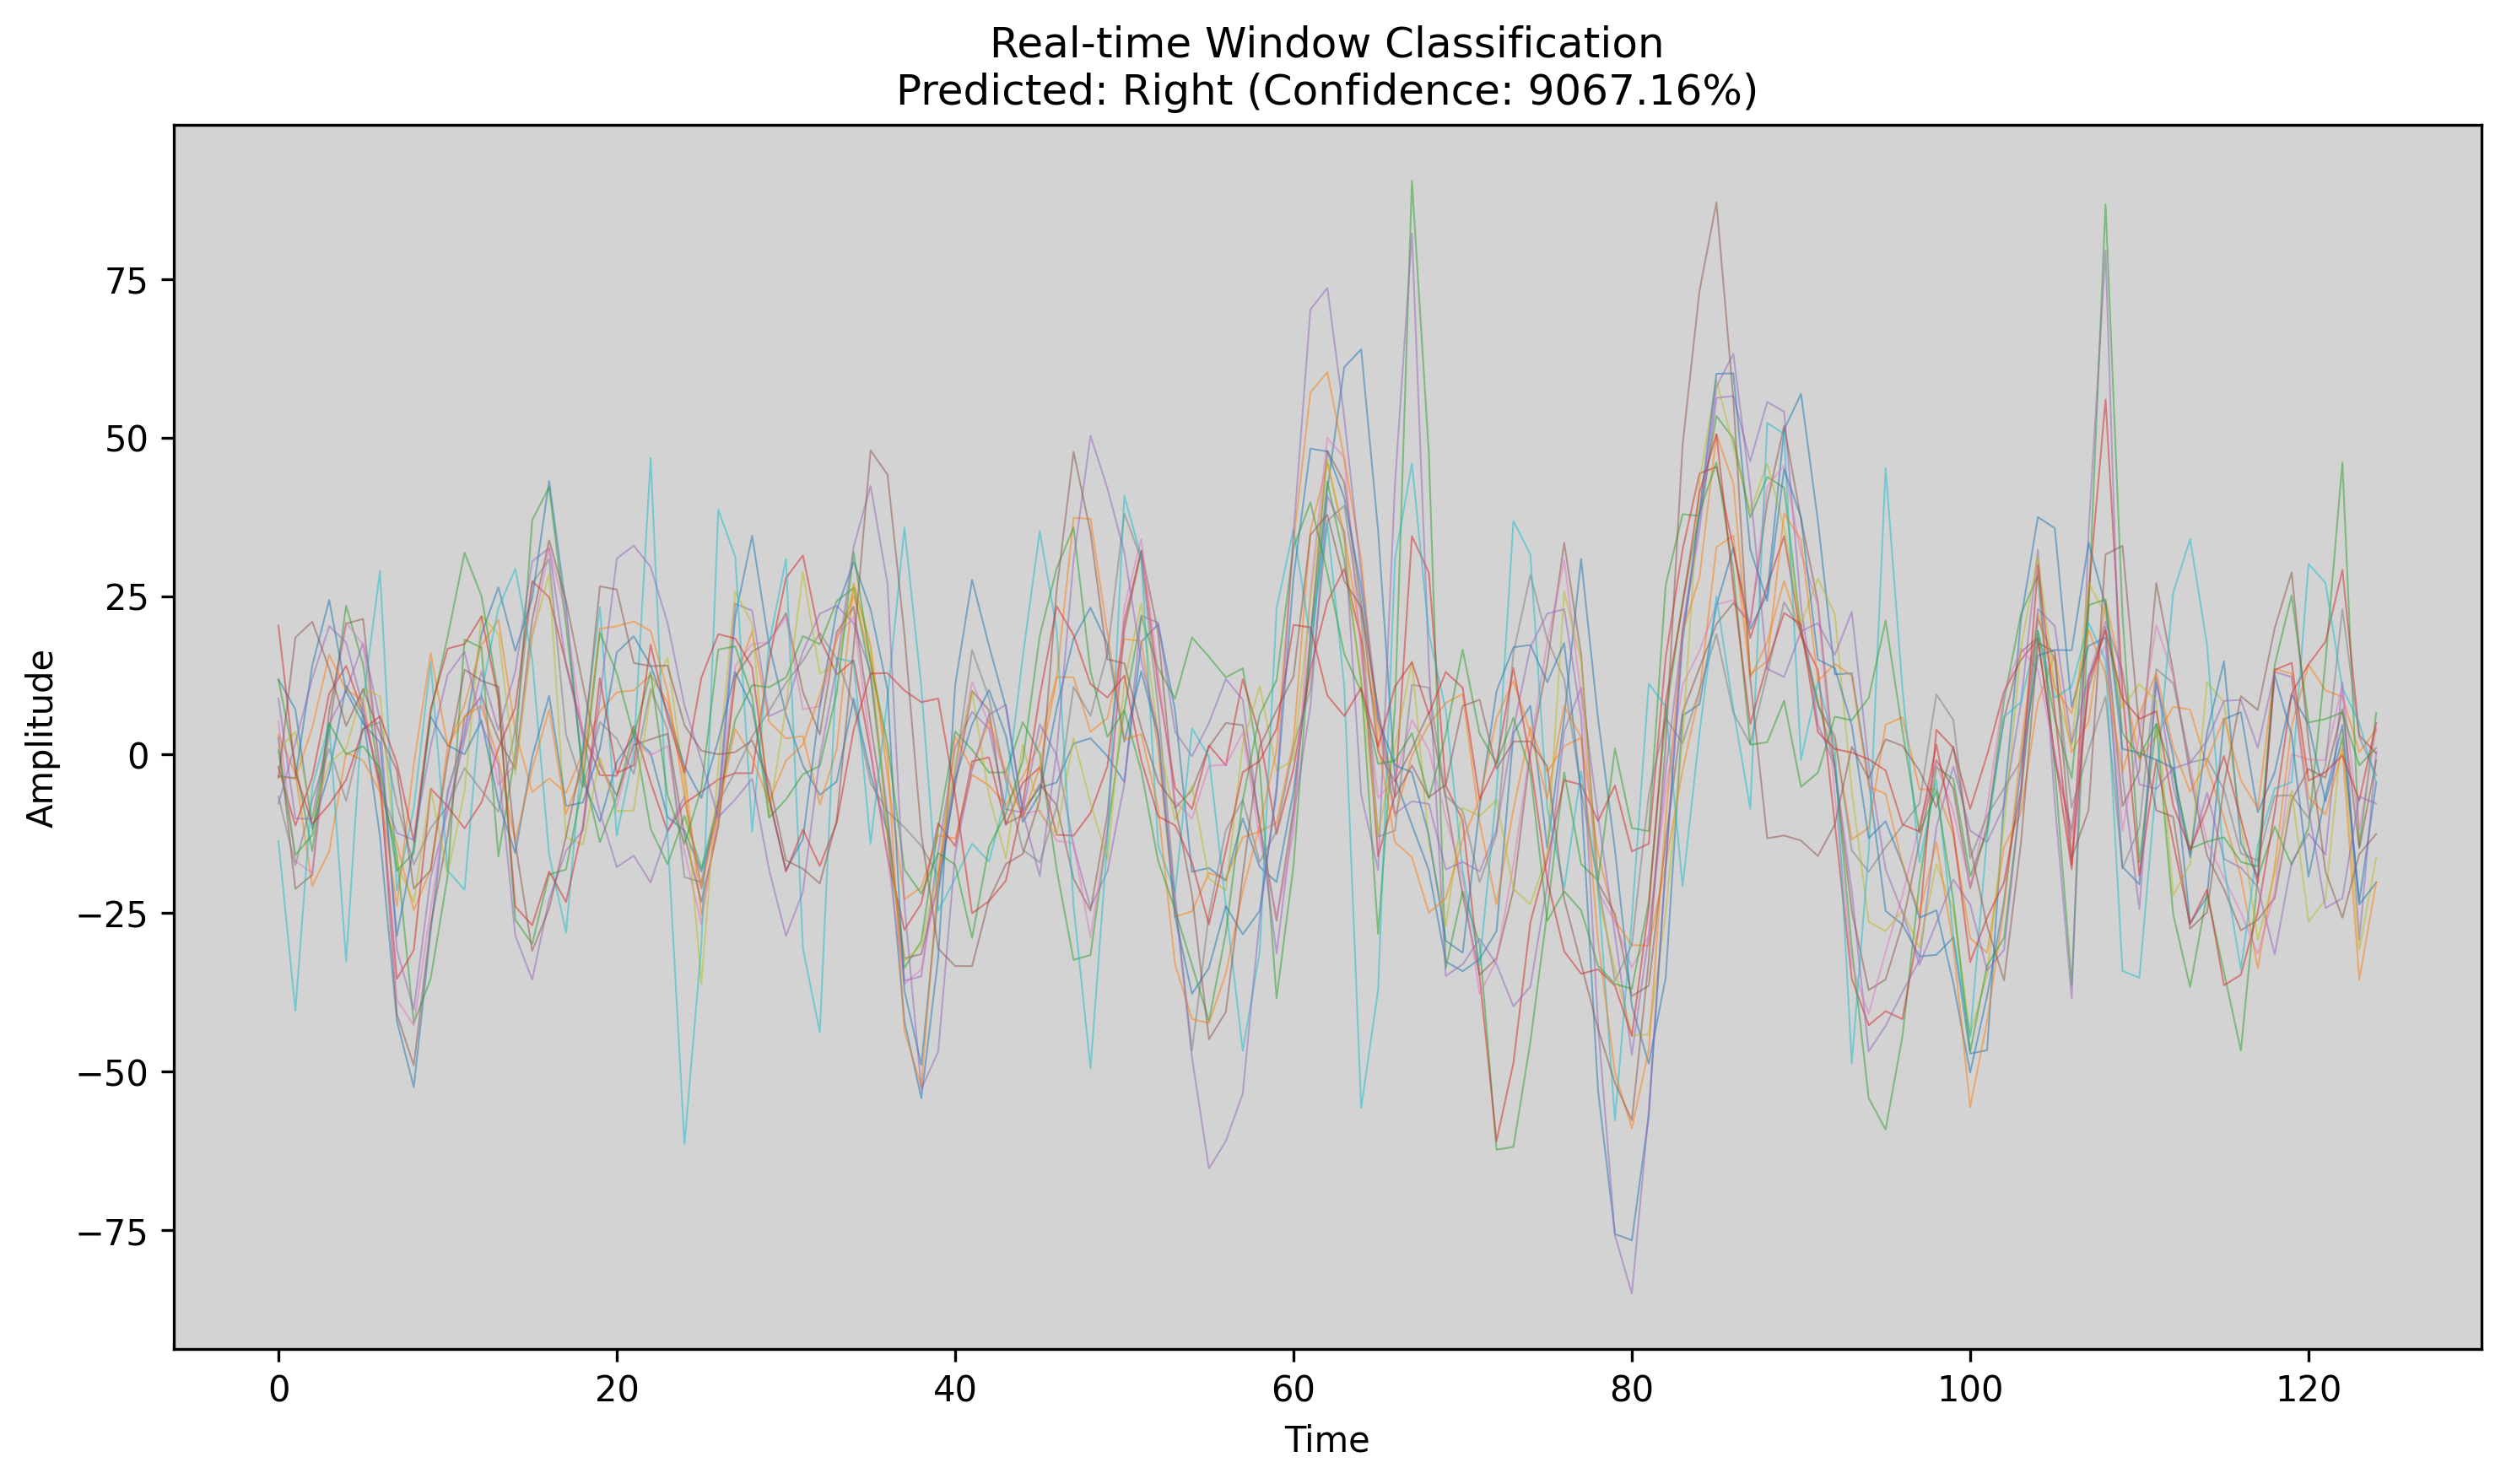 Real-time Window Classification
Predicted: Right (Confidence: 9067.16%)
Amplitude
75
50
25
0
−25
−50
−75
0 20 40 60 80 100 120
Time